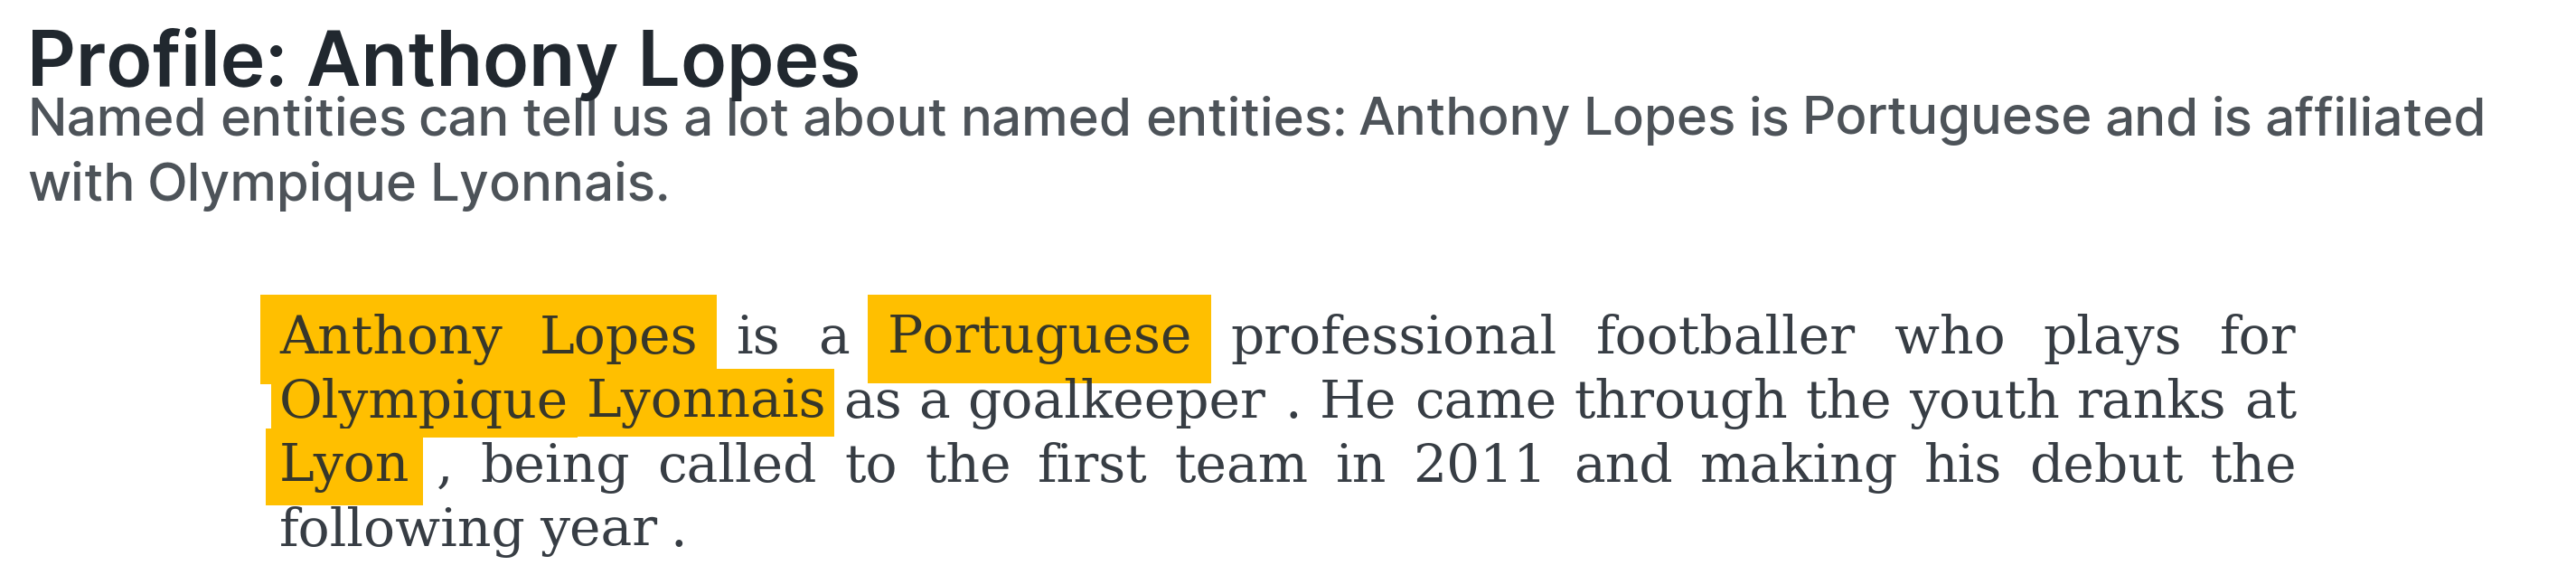 Profile: Anthony Lopes
Named entities can tell us a lot about named entities: Anthony Lopes is Portuguese and is affiliated
with Olympique Lyonnais.
Anthony Lopes is a Portuguese professional footballer who plays for
Olympique Lyonnais as a goalkeeper . He came through the youth ranks at
Lyon , being called to the first team in 2011 and making his debut the
following year .